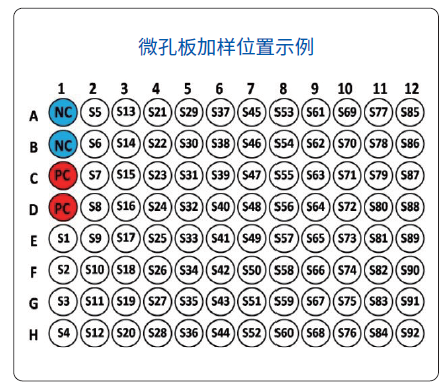 微孔板加样位置示例
1 2 3 4 5 6 7 8 9 10 11 12
A NC S5 S13 S21 S29 S37 S45 S53 S61 S69 S77 S85
B NC S6 S14 S22 S30 S38 S46 S54 S62 S70 S78 S86
C PC S7 S15 S23 S31 S39 S47 S55 S63 S71 S79 S87
D PC S8 S16 S24 S32 S40 S48 S56 S64 S72 S80 S88
E S1 S9 S17 S25 S33 S41 S49 S57 S65 S73 S81 S89
F S2 S10 S18 S26 S34 S42 S50 S58 S66 S74 S82 S90
G S3 S11 S19 S27 S35 S43 S51 S59 S67 S75 S83 S91
H S4 S12 S20 S28 S36 S44 S52 S60 S68 S76 S84 S92